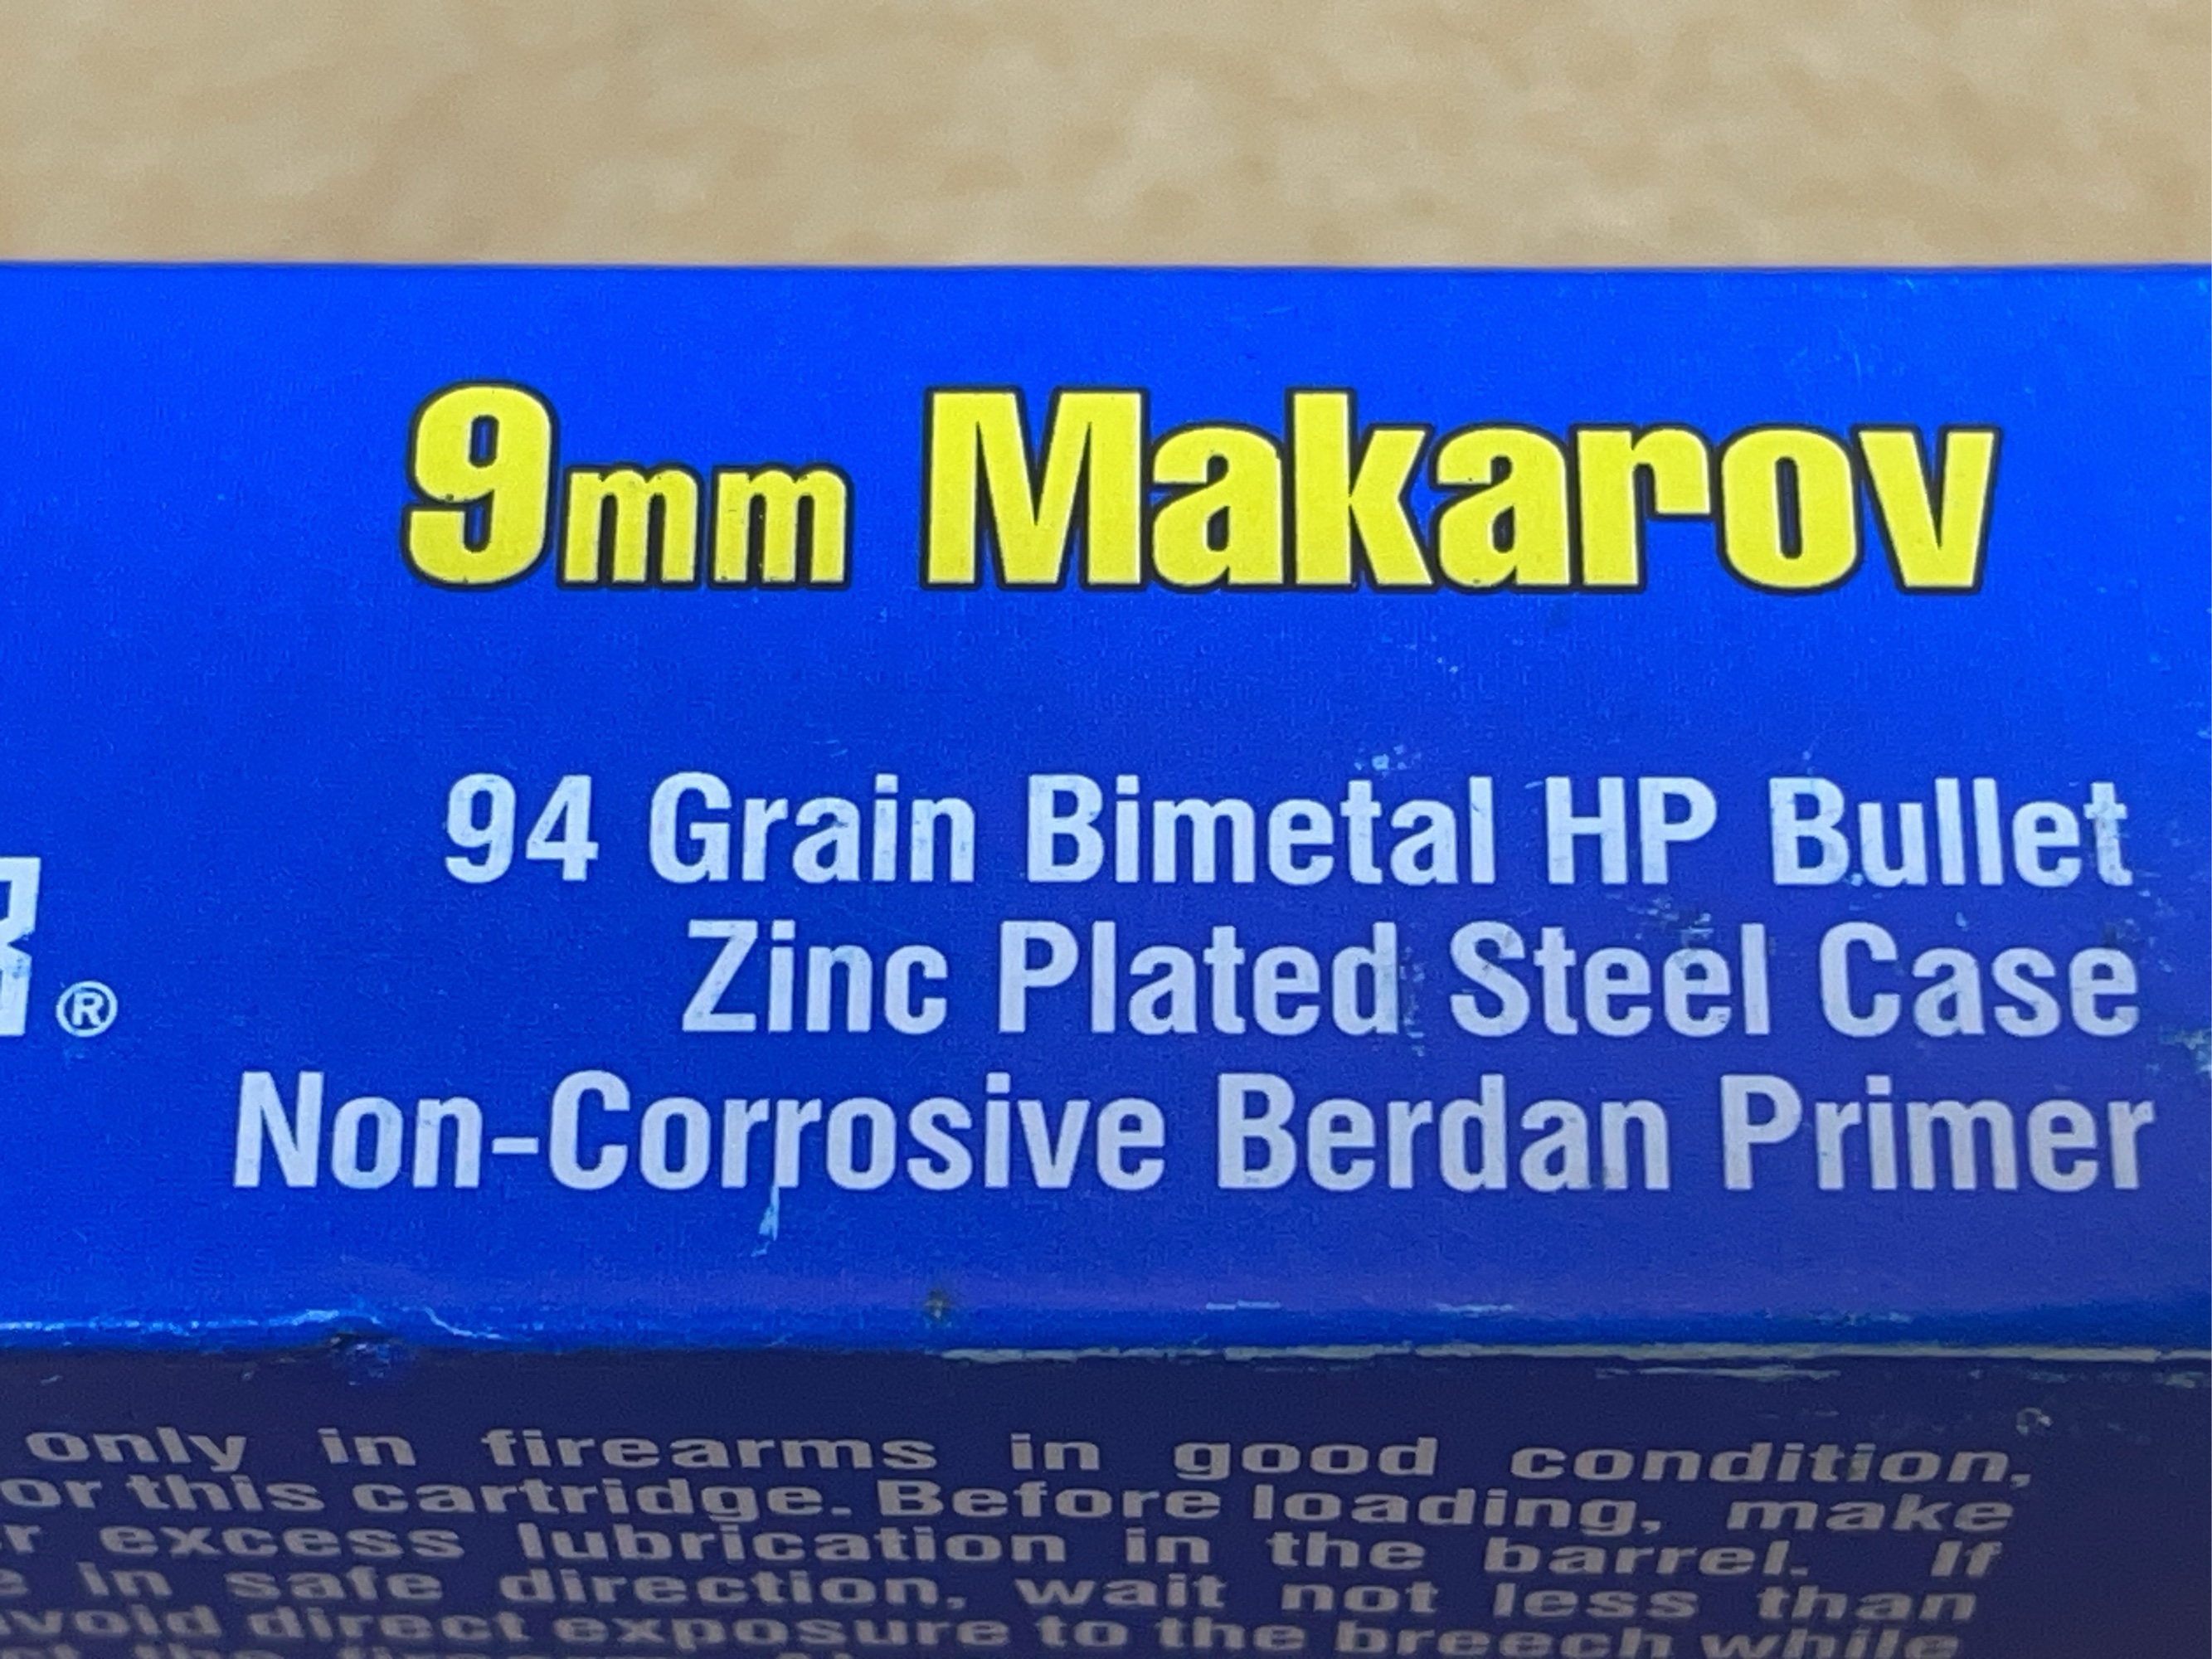 9mm Makarov
94 Grain Bimetal HP Bullet
Zinc Plated Steel Case
R®
Non-Corrosive Berdan Primer
only in firearms in good condition,
or this cartridge. Before loading, make
r excess lubrication in the barrel. If
in safe direction, wait not less than
avoid direct exposure to the breech while
the